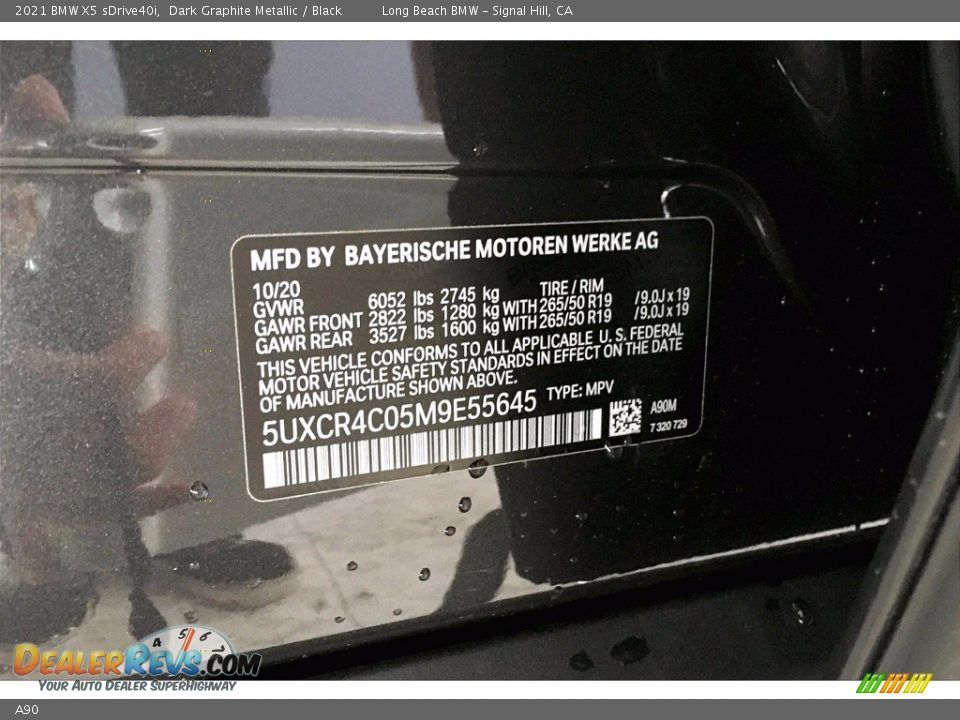 2021 BMW X5 sDrive40i, Dark Graphite Metallic / Black Long Beach BMW - Signal Hill, CA
MFD BY BAYERISCHE MOTOREN WERKE AG
10/20 TIRE / RIM
GVWR 6052 lbs 2745 kg
GAWR FRONT 2822 lbs 1280 kg WITH 265/50 R19 /9.0J x 19
GAWR REAR 3527 lbs 1600 kg WITH 265/50 R19 /9.0J x 19
THIS VEHICLE CONFORMS TO ALL APPLICABLE U. S. FEDERAL
MOTOR VEHICLE SAFETY STANDARDS IN EFFECT ON THE DATE
OF MANUFACTURE SHOWN ABOVE.
5UXCR4C05M9E55645 TYPE: MPV
A90M
7 320 729
4 5 6
DEALERREVS.COM
YOUR AUTO DEALER SUPERHIGHWAY
A90